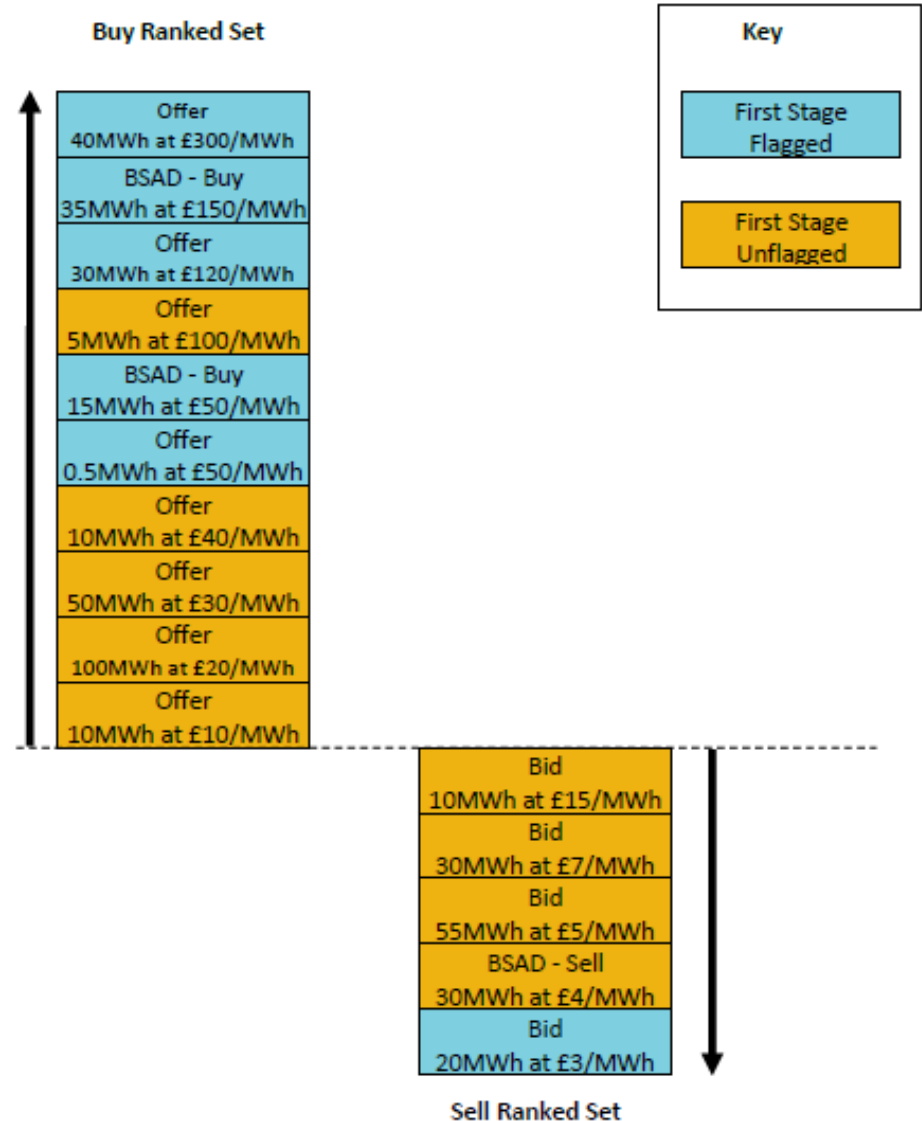 Buy Ranked Set
Key
First Stage
Flagged
First Stage
Unflagged
Offer
40MWh at £300/MWh
BSAD - Buy
35MWh at £150/MWh
Offer
30MWh at £120/MWh
Offer
5MWh at £100/MWh
BSAD - Buy
15MWh at £50/MWh
Offer
0.5MWh at £50/MWh
Offer
10MWh at £40/MWh
Offer
50MWh at £30/MWh
Offer
100MWh at £20/MWh
Offer
10MWh at £10/MWh
Bid
10MWh at £15/MWh
Bid
30MWh at £7/MWh
Bid
55MWh at £5/MWh
BSAD - Sell
30MWh at £4/MWh
Bid
20MWh at £3/MWh
Sell Ranked Set